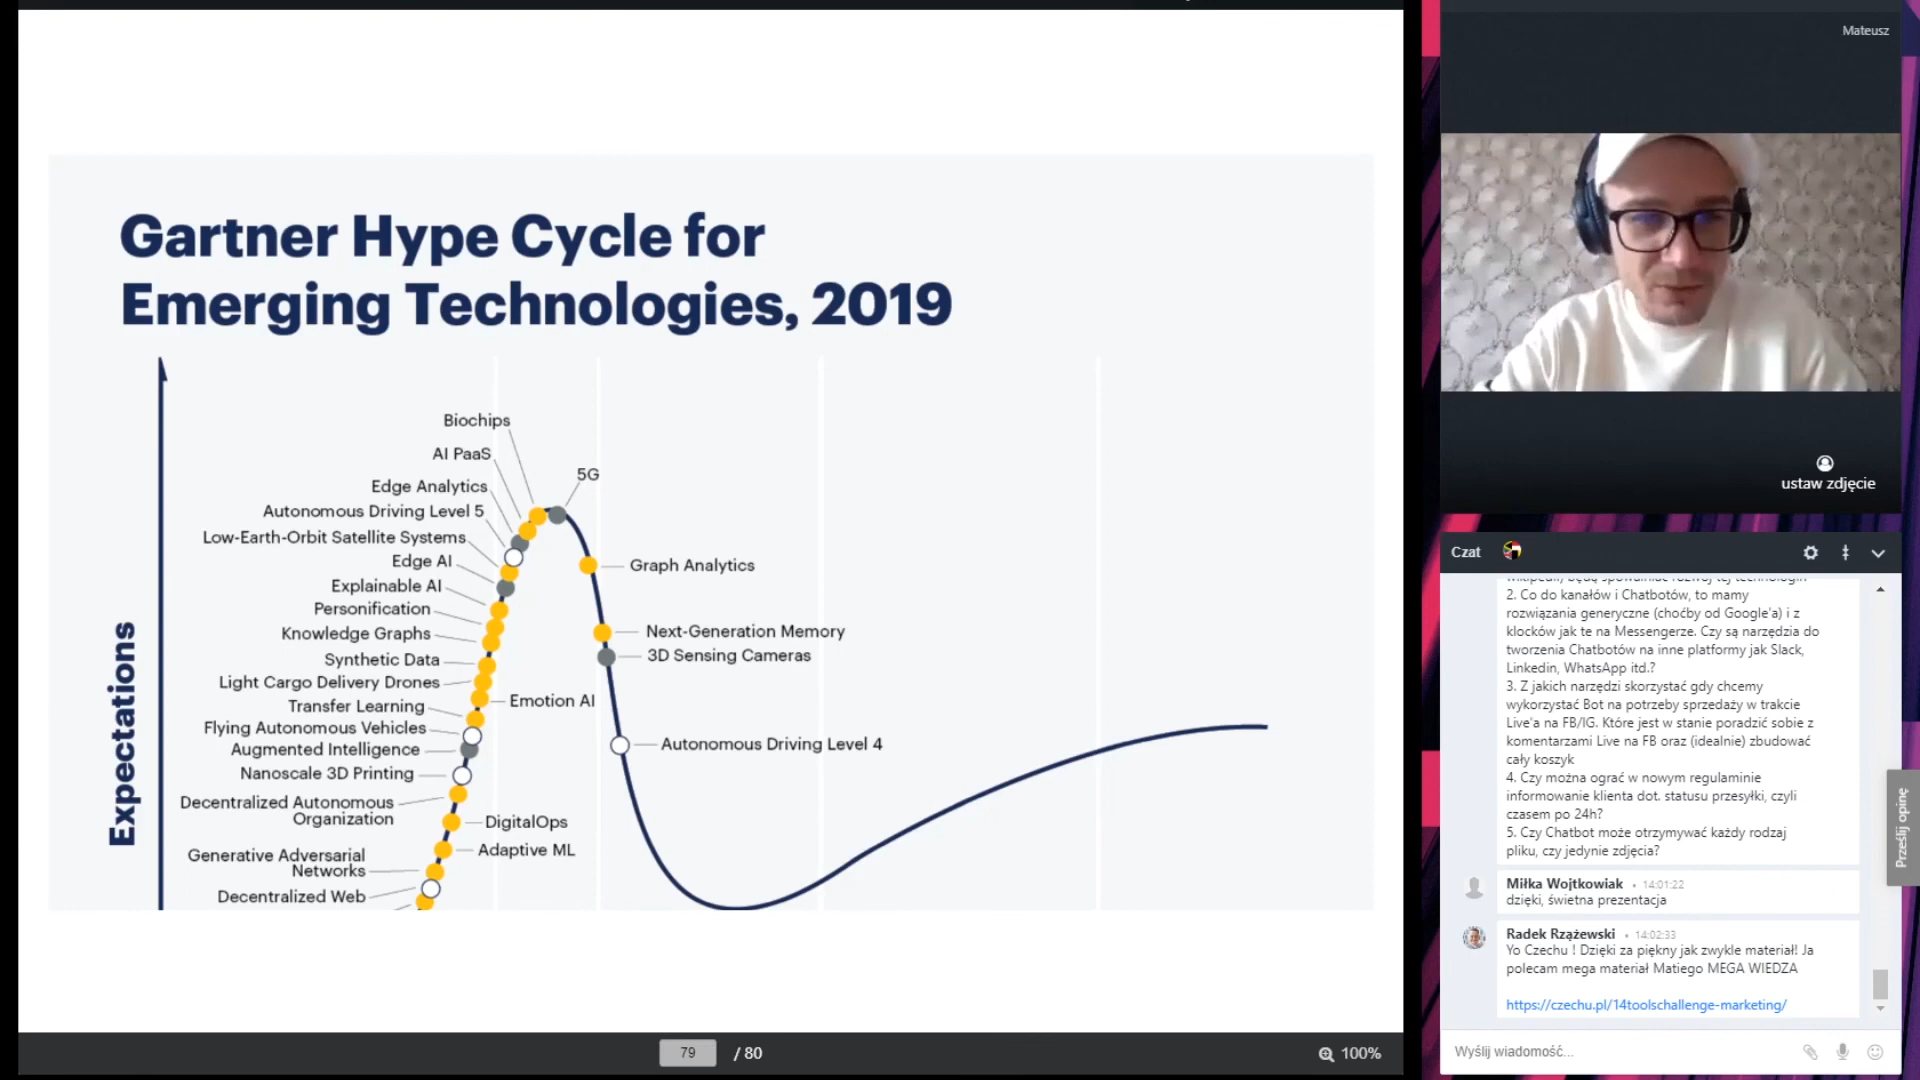 Gartner Hype Cycle for
Emerging Technologies, 2019
Expectations
Biochips
AI PaaS
5G
Edge Analytics
Autonomous Driving Level 5
Low-Earth-Orbit Satellite Systems
Edge AI
Graph Analytics
Explainable AI
Personification
Knowledge Graphs
Next-Generation Memory
3D Sensing Cameras
Synthetic Data
Light Cargo Delivery Drones
Emotion AI
Transfer Learning
Flying Autonomous Vehicles
Augmented Intelligence
Autonomous Driving Level 4
Nanoscale 3D Printing
Decentralized Autonomous
Organization
DigitalOps
Adaptive ML
Generative Adversarial
Networks
Decentralized Web
79 / 80
100%
Mateusz
ustaw zdjęcie
Czat
Wikipedii) będą spowalniać rozwój tej technologii
2. Co do kanałów i Chatbotów, to mamy
rozwiązania generyczne (choćby od Google'a) i z
klocków jak te na Messengerze. Czy są narzędzia do
tworzenia Chatbotów na inne platformy jak Slack,
Linkedin, WhatsApp itd.?
3. Z jakich narzędzi skorzystać gdy chcemy
wykorzystać Bot na potrzeby sprzedaży w trakcie
Live'a na FB/IG. Które jest w stanie poradzić sobie z
komentarzami Live na FB oraz (idealnie) zbudować
cały koszyk
4. Czy można ograć w nowym regulaminie
informowanie klienta dot. statusu przesyłki, czyli
czasem po 24h?
5. Czy Chatbot może otrzymywać każdy rodzaj
pliku, czy jedynie zdjęcia?
Miłka Wojtkowiak • 14:01:22
dzięki, świetna prezentacja
Radek Rzążewski • 14:02:33
Yo Czechu ! Dzięki za piękny jak zwykle materiał! Ja
polecam mega materiał Matiego MEGA WIEDZA
https://czechu.pl/14toolschallenge-marketing/
Wyślij wiadomość...
Prześlij opinę